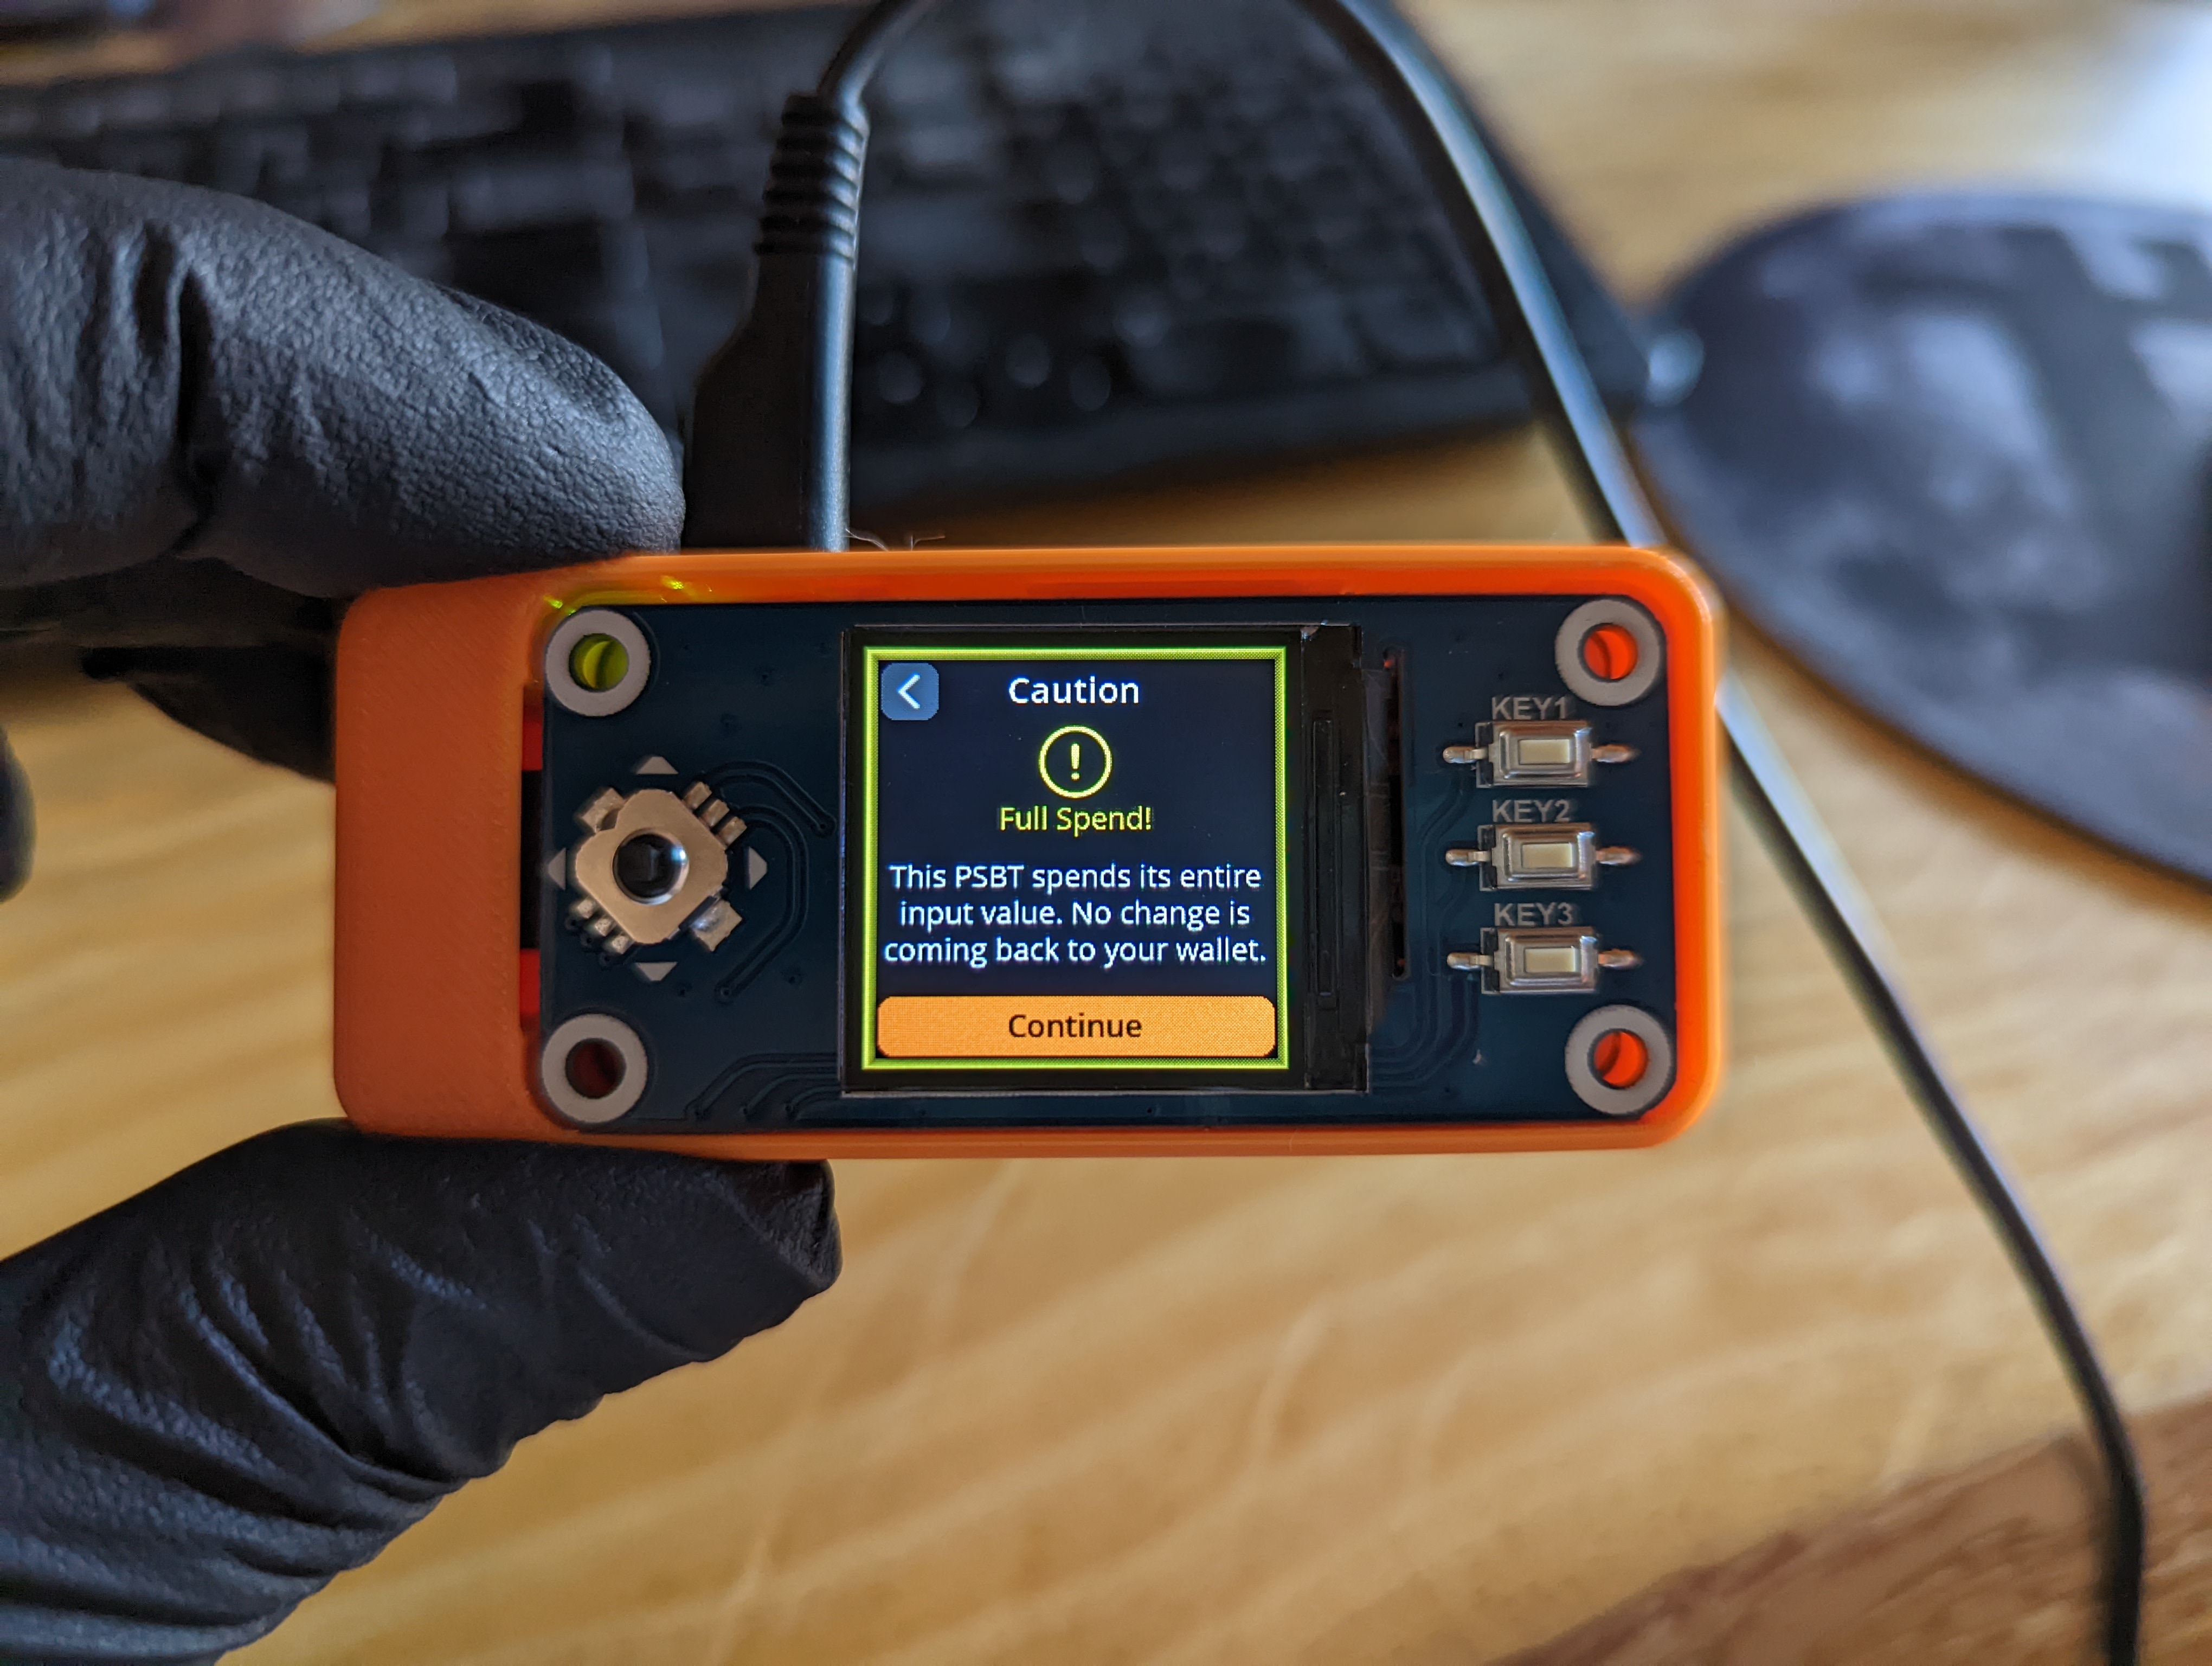 Caution
Full Spend!
This PSBT spends its entire
input value. No change is
coming back to your wallet.
Continue
KEY1
KEY2
KEY3